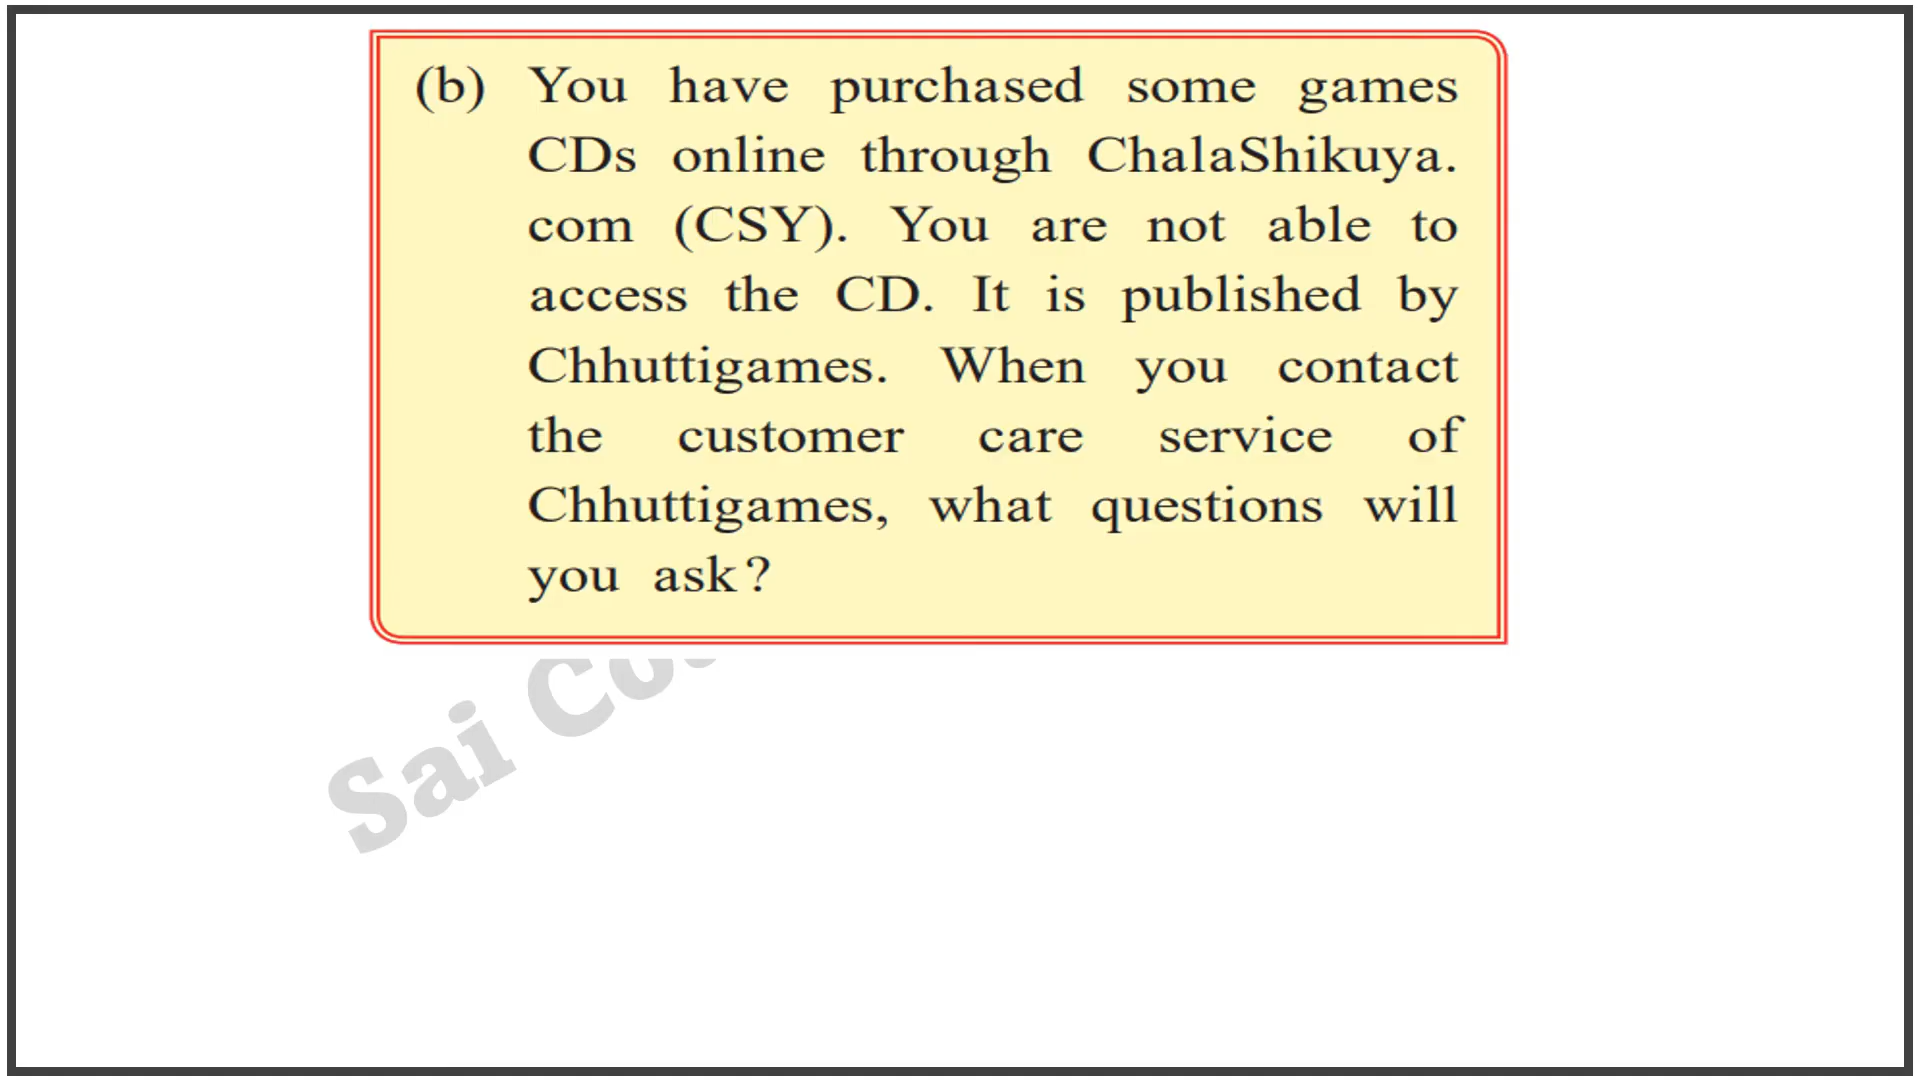 (b) You have purchased some games
CDs online through ChalaShikuya.
com (CSY). You are not able to
access the CD. It is published by
Chhuttigames. When you contact
the customer care service of
Chhuttigames, what questions will
you ask?
Sai